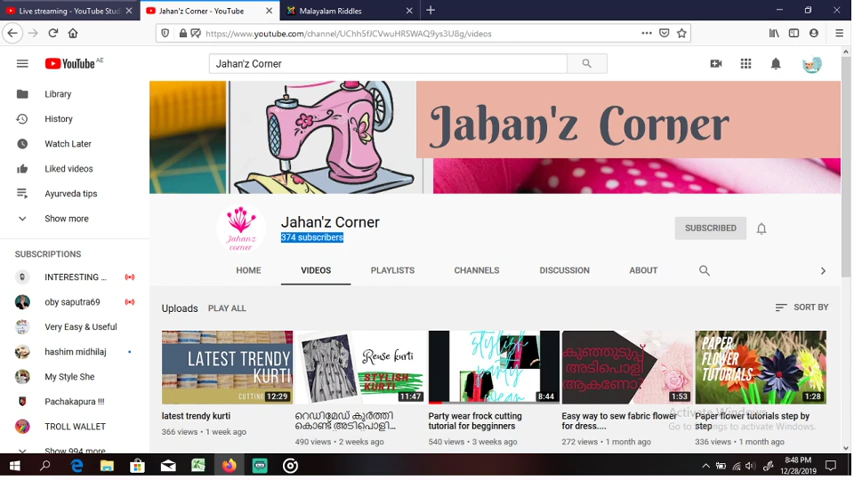 Live streaming - YouTube Stud
Jahan'z Corner - YouTube
Malayalam Riddles
https://www.youtube.com/channel/UChh5fJCVwuHRSWAQ9ys3U8g/videos
YouTube AE
Jahan'z Corner
Library
History
Watch Later
Liked videos
Ayurveda tips
Show more
SUBSCRIPTIONS
INTERESTING ...
oby saputra69
Very Easy & Useful
hashim midhilaj
My Style She
Pachakapura !!!
TROLL WALLET
Show 994 more
Jahan'z Corner
Jahan'z corner
Jahan'z Corner
374 subscribers
SUBSCRIBED
HOME
VIDEOS
PLAYLISTS
CHANNELS
DISCUSSION
ABOUT
Uploads
PLAY ALL
SORT BY
LATEST TRENDY
KURTI
CUTTING
12:29
latest trendy kurti
366 views • 1 week ago
Reuse kurti
STYLISH
KURTI
11:47
റെഡിമേഡ് കുർത്തി
കൊണ്ട് അടിപൊളി ...
490 views • 2 weeks ago
stylish
party
wear
8:44
Party wear frock cutting
tutorial for begginners
540 views • 3 weeks ago
കുഞ്ഞുടുപ്പ്
അടിപൊളി
ആകണോ
1:53
Easy way to sew fabric flower
for dress....
272 views • 1 month ago
PAPER
FLOWER
TUTORIALS
1:28
Paper flower tutorials step by
step
336 views • 1 month ago
Activate Windows
Go to Settings to activate Windows.
8:48 PM
12/28/2019